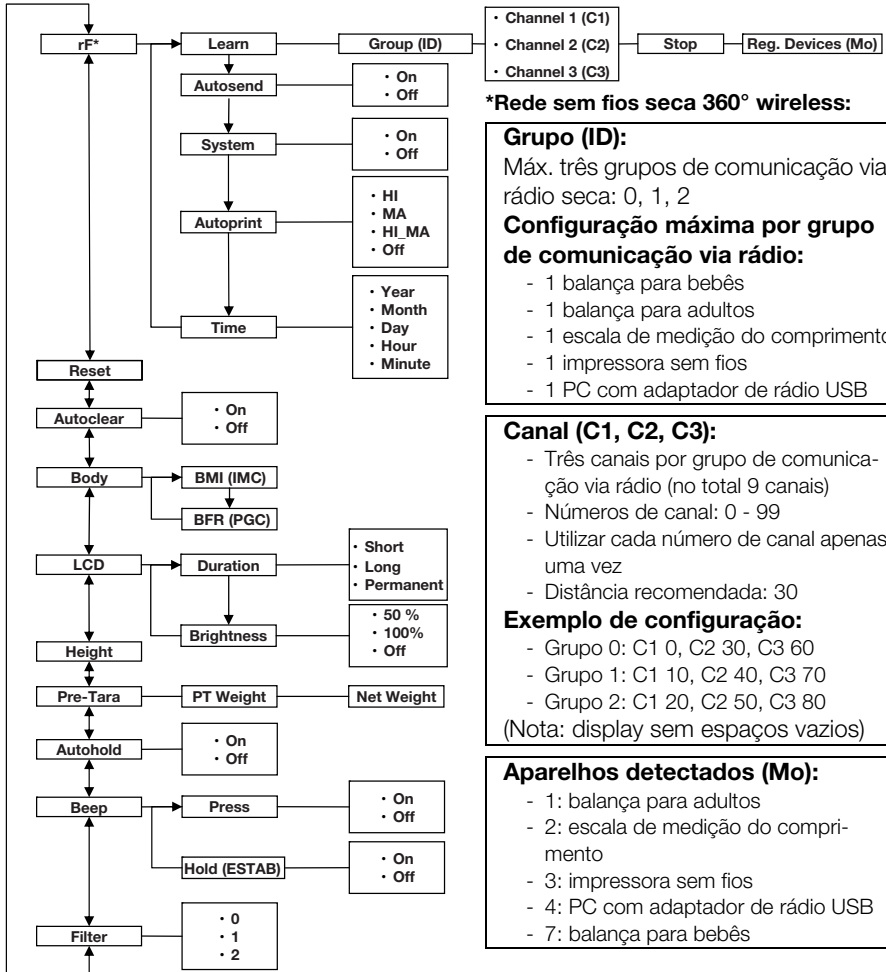 rF*
Learn
Group (ID)
• Channel 1 (C1)
• Channel 2 (C2)
• Channel 3 (C3)
Stop
Reg. Devices (Mo)
Autosend
• On
• Off
System
• On
• Off
Autoprint
• HI
• MA
• HI_MA
• Off
Time
• Year
• Month
• Day
• Hour
• Minute
Reset
Autoclear
• On
• Off
Body
BMI (IMC)
BFR (PGC)
LCD
Duration
• Short
• Long
• Permanent
Brightness
• 50 %
• 100%
• Off
Height
Pre-Tara
PT Weight
Net Weight
Autohold
• On
• Off
Beep
Press
• On
• Off
Hold (ESTAB)
• On
• Off
Filter
• 0
• 1
• 2
*Rede sem fios seca 360° wireless:
Grupo (ID):
Máx. três grupos de comunicação via
rádio seca: 0, 1, 2
Configuração máxima por grupo
de comunicação via rádio:
- 1 balança para bebês
- 1 balança para adultos
- 1 escala de medição do comprimento
- 1 impressora sem fios
- 1 PC com adaptador de rádio USB
Canal (C1, C2, C3):
- Três canais por grupo de comunica-
ção via rádio (no total 9 canais)
- Números de canal: 0 - 99
- Utilizar cada número de canal apenas
uma vez
- Distância recomendada: 30
Exemplo de configuração:
- Grupo 0: C1 0, C2 30, C3 60
- Grupo 1: C1 10, C2 40, C3 70
- Grupo 2: C1 20, C2 50, C3 80
(Nota: display sem espaços vazios)
Aparelhos detectados (Mo):
- 1: balança para adultos
- 2: escala de medição do compri-
mento
- 3: impressora sem fios
- 4: PC com adaptador de rádio USB
- 7: balança para bebês